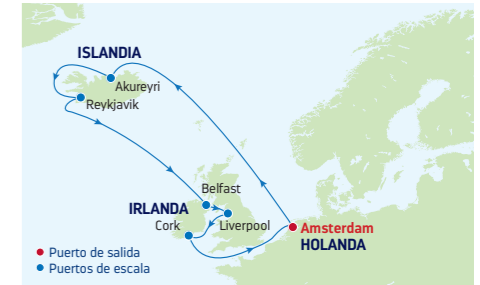 ISLANDIA
Akureyri
Reykjavik
Belfast
IRLANDA
Cork
Liverpool
Amsterdam
HOLANDA
Puerto de salida
Puertos de escala